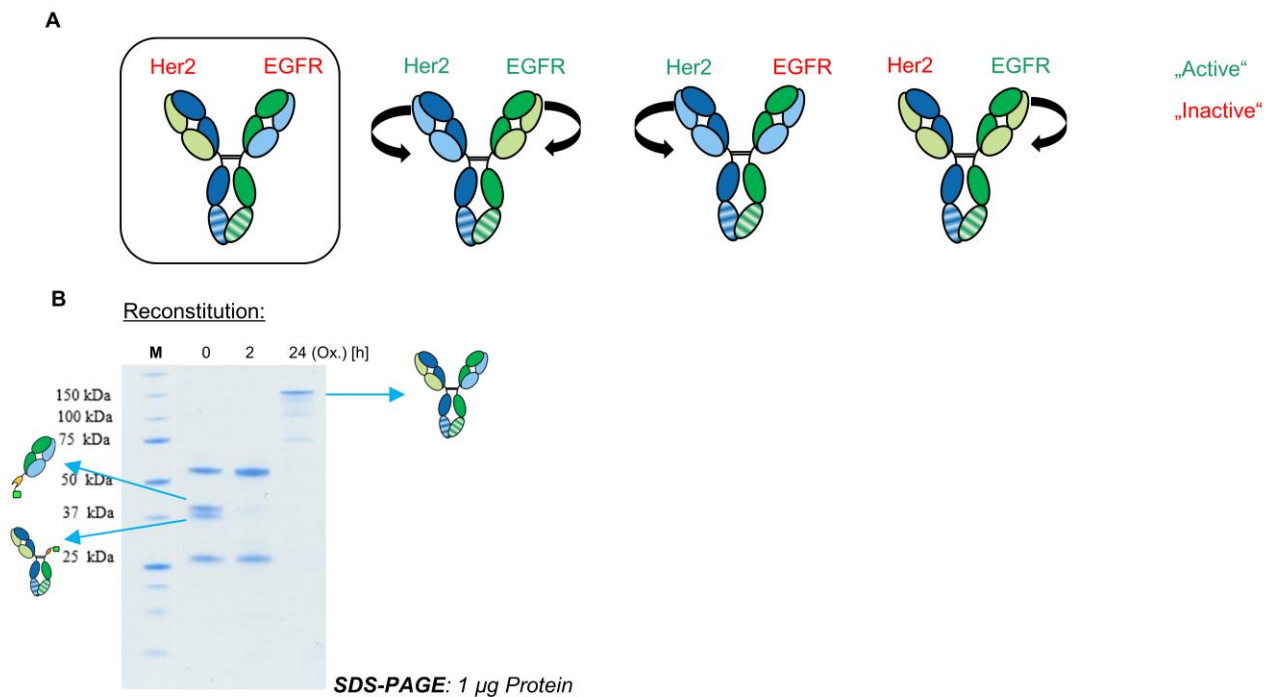 A
Her2 EGFR Her2 EGFR Her2 EGFR Her2 EGFR „Active“
„Inactive“
B
Reconstitution:
M 0 2 24 (Ox.) [h]
150 kDa
100 kDa
75 kDa
50 kDa
37 kDa
25 kDa
SDS-PAGE: 1 µg Protein